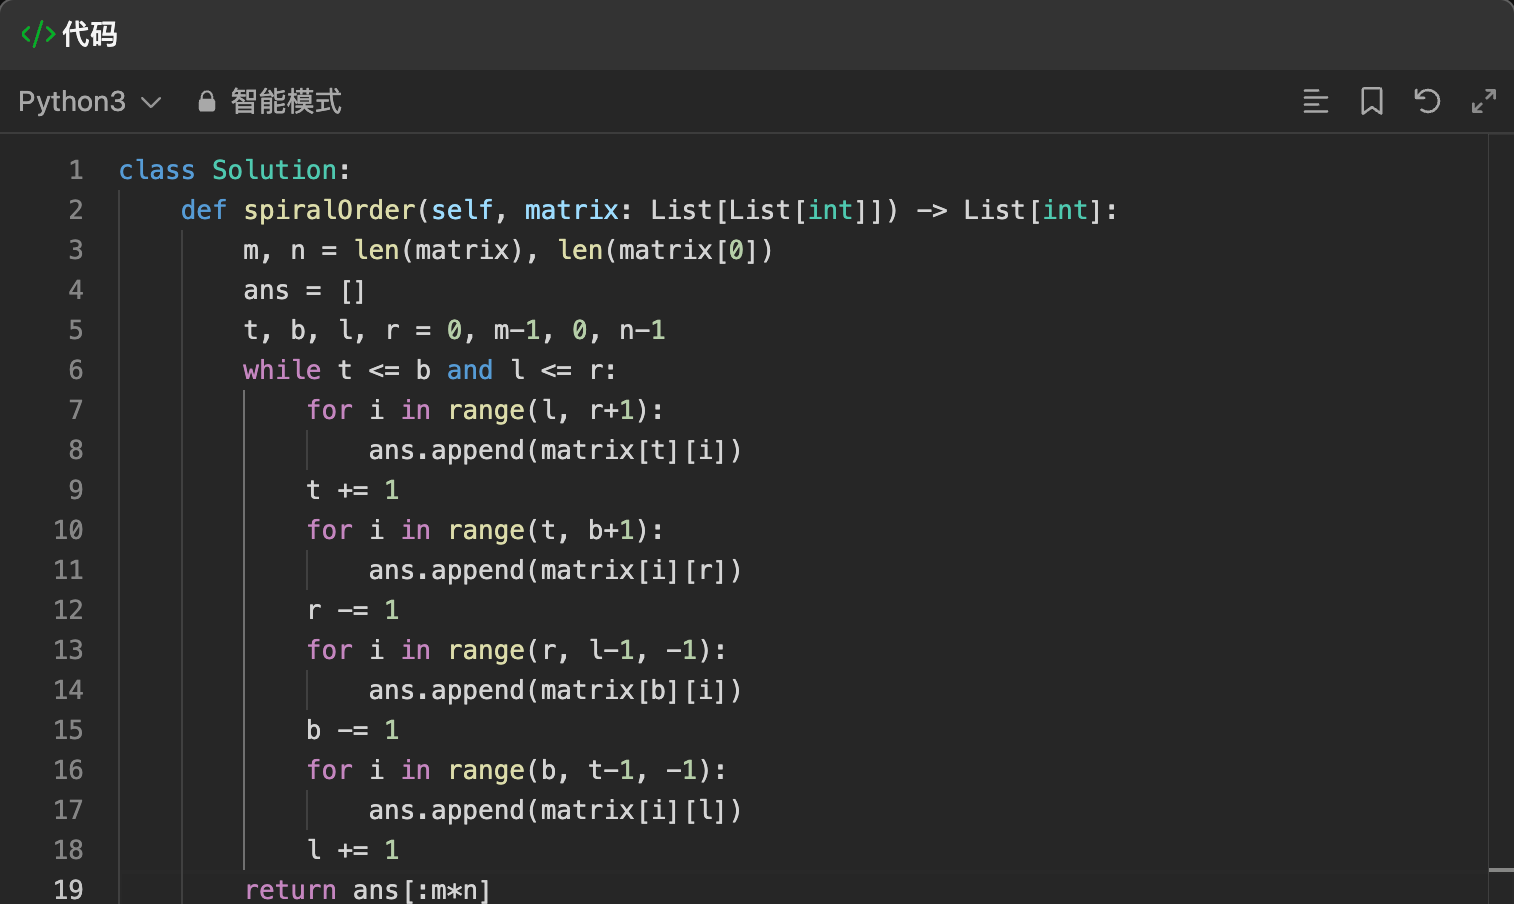 </> 代码
Python3 智能模式
1 class Solution:
2     def spiralOrder(self, matrix: List[List[int]]) -> List[int]:
3         m, n = len(matrix), len(matrix[0])
4         ans = []
5         t, b, l, r = 0, m-1, 0, n-1
6         while t <= b and l <= r:
7             for i in range(l, r+1):
8                 ans.append(matrix[t][i])
9             t += 1
10             for i in range(t, b+1):
11                 ans.append(matrix[i][r])
12             r -= 1
13             for i in range(r, l-1, -1):
14                 ans.append(matrix[b][i])
15             b -= 1
16             for i in range(b, t-1, -1):
17                 ans.append(matrix[i][l])
18             l += 1
19         return ans[:m*n]